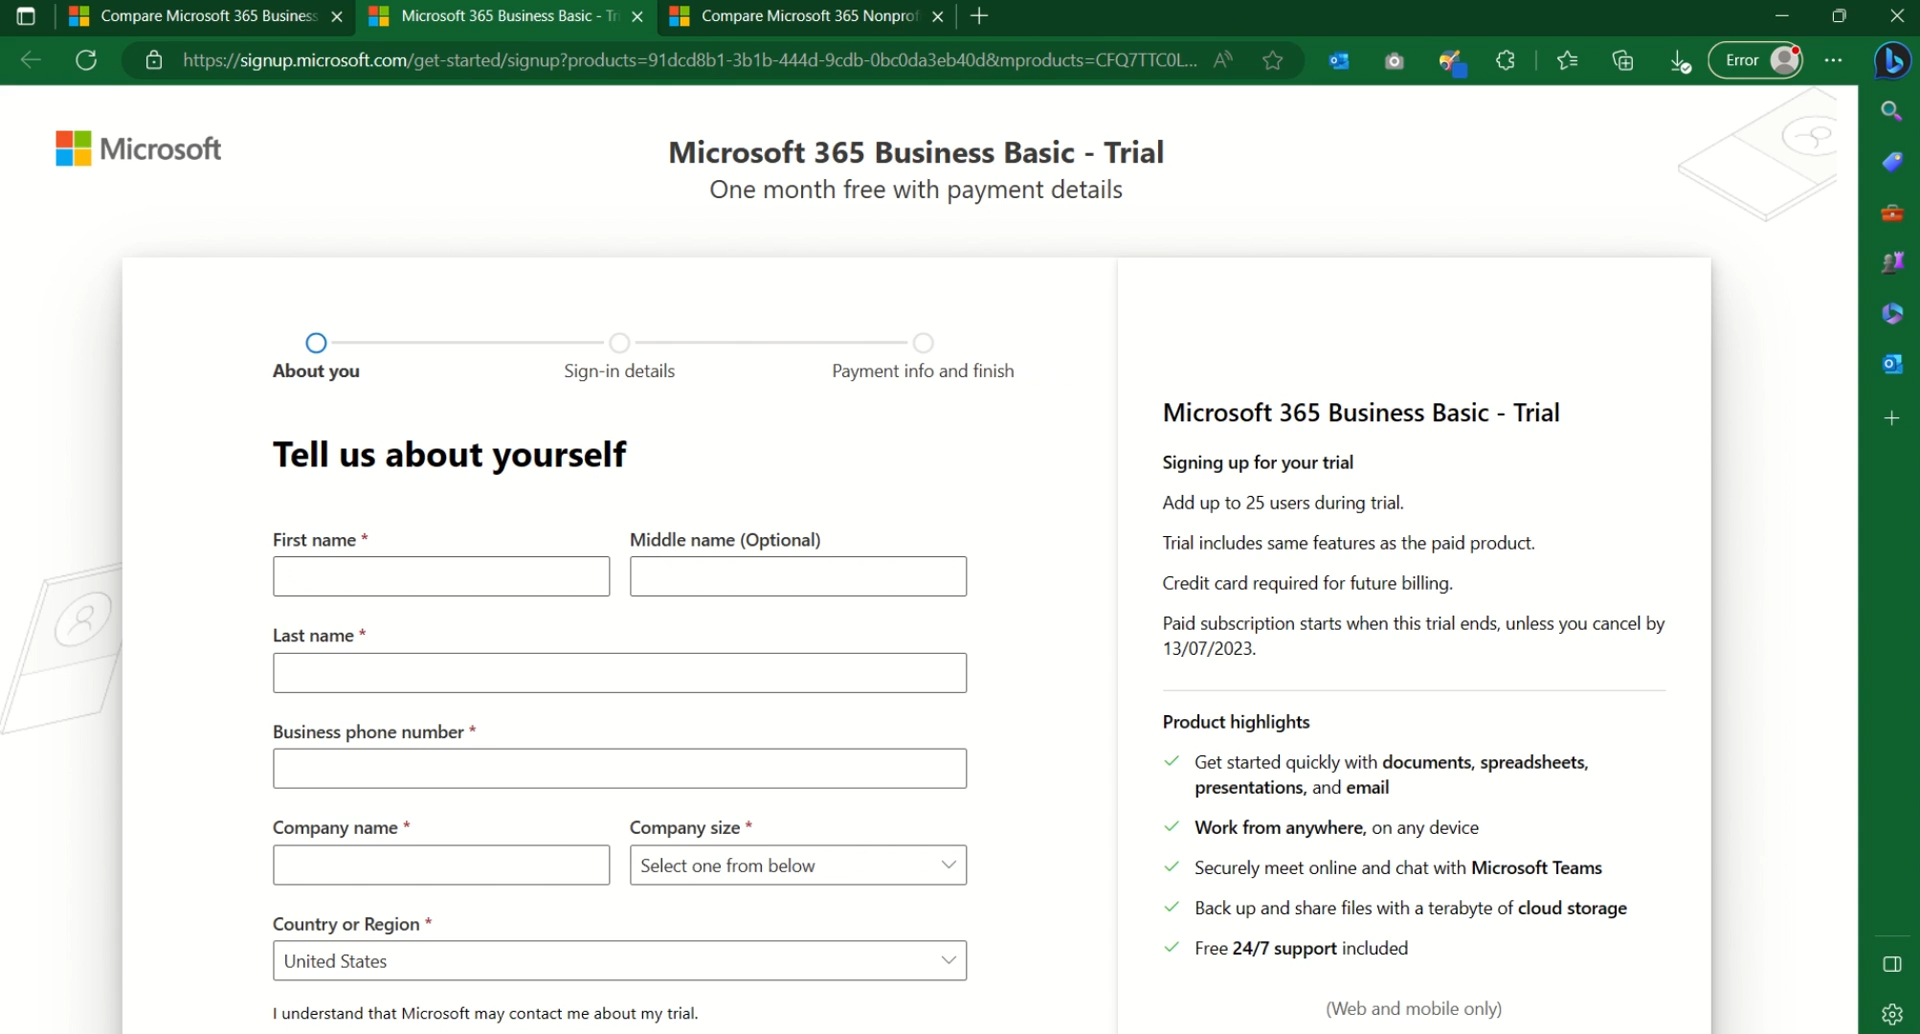 Compare Microsoft 365 Business
Microsoft 365 Business Basic - Tri
Compare Microsoft 365 Nonprof
https://signup.microsoft.com/get-started/signup?products=91dcd8b1-3b1b-444d-9cdb-0bc0da3eb40d&mproducts=CFQ7TTC0L...
Error
Microsoft
Microsoft 365 Business Basic - Trial
One month free with payment details
About you
Sign-in details
Payment info and finish
Tell us about yourself
First name *
Middle name (Optional)
Last name *
Business phone number *
Company name *
Company size *
Select one from below
Country or Region *
United States
I understand that Microsoft may contact me about my trial.
Microsoft 365 Business Basic - Trial
Signing up for your trial
Add up to 25 users during trial.
Trial includes same features as the paid product.
Credit card required for future billing.
Paid subscription starts when this trial ends, unless you cancel by
13/07/2023.
Product highlights
Get started quickly with documents, spreadsheets,
presentations, and email
Work from anywhere, on any device
Securely meet online and chat with Microsoft Teams
Back up and share files with a terabyte of cloud storage
Free 24/7 support included
(Web and mobile only)